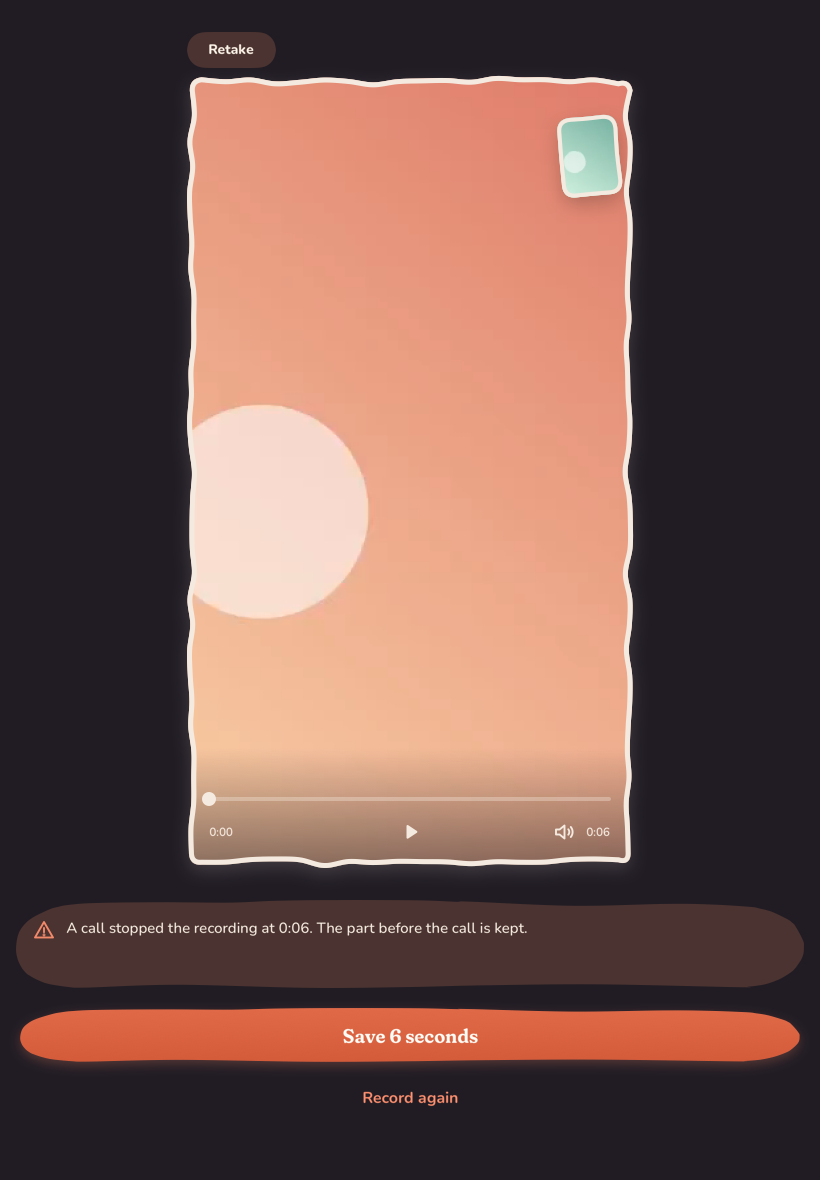 Retake
0:00
0:06
A call stopped the recording at 0:06. The part before the call is kept.
Save 6 seconds
Record again